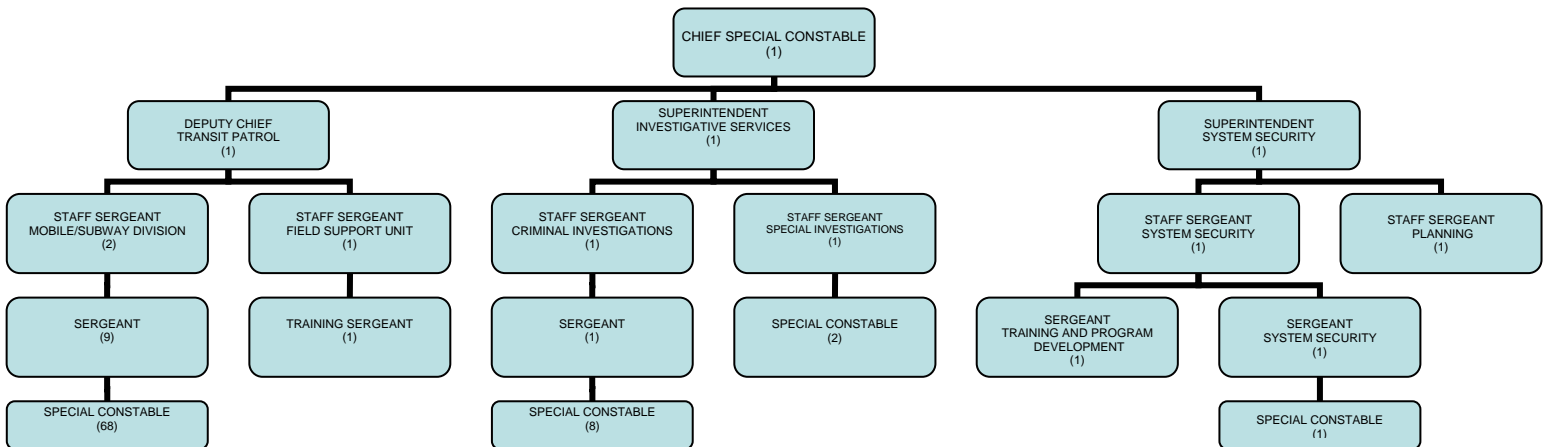 CHIEF SPECIAL CONSTABLE
(1)
DEPUTY CHIEF
TRANSIT PATROL
(1)
SUPERINTENDENT
INVESTIGATIVE SERVICES
(1)
SUPERINTENDENT
SYSTEM SECURITY
(1)
STAFF SERGEANT
MOBILE/SUBWAY DIVISION
(2)
STAFF SERGEANT
FIELD SUPPORT UNIT
(1)
STAFF SERGEANT
CRIMINAL INVESTIGATIONS
(1)
STAFF SERGEANT
SPECIAL INVESTIGATIONS
(1)
STAFF SERGEANT
SYSTEM SECURITY
(1)
STAFF SERGEANT
PLANNING
(1)
SERGEANT
(9)
TRAINING SERGEANT
(1)
SERGEANT
(1)
SPECIAL CONSTABLE
(2)
SERGEANT
TRAINING AND PROGRAM
DEVELOPMENT
(1)
SERGEANT
SYSTEM SECURITY
(1)
SPECIAL CONSTABLE
(68)
SPECIAL CONSTABLE
(8)
SPECIAL CONSTABLE
(1)